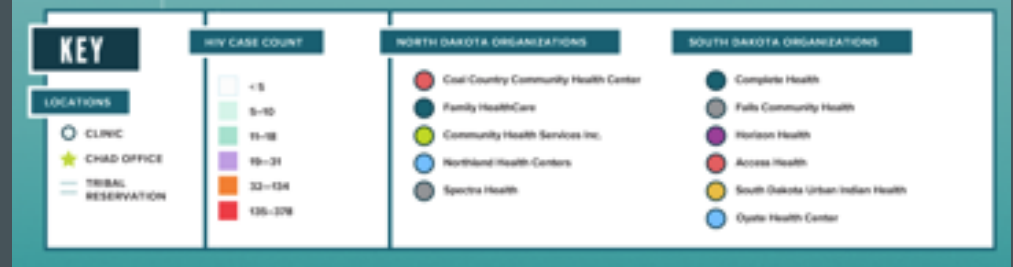 KEY
LOCATIONS
CLINIC
CHAD OFFICE
TRIBAL
RESERVATION
HIV CASE COUNT
< 5
5–10
11–18
19–31
32–134
135–378
NORTH DAKOTA ORGANIZATIONS
Coal Country Community Health Center
Family HealthCare
Community Health Services Inc.
Northland Health Centers
Spectra Health
SOUTH DAKOTA ORGANIZATIONS
Complete Health
Falls Community Health
Horizon Health
Access Health
South Dakota Urban Indian Health
Oyate Health Center